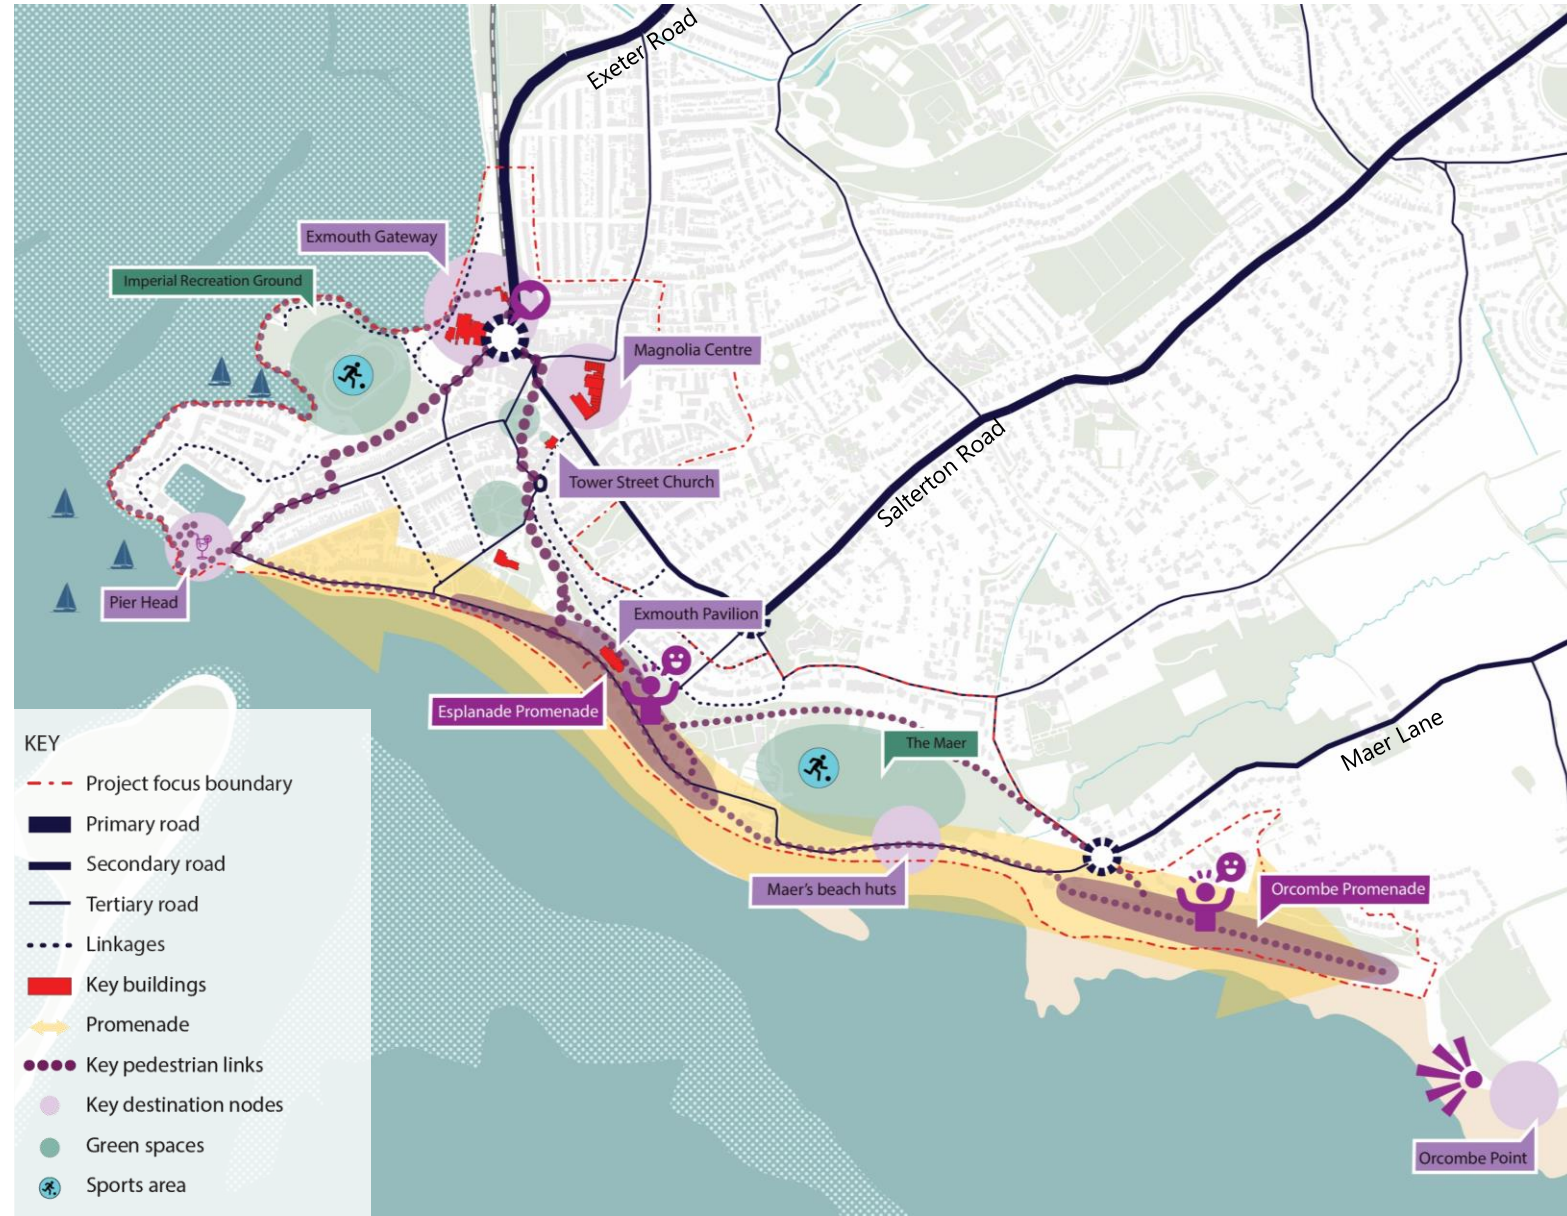 Exeter Road
Exmouth Gateway
Imperial Recreation Ground
Magnolia Centre
Salterton Road
Tower Street Church
Pier Head
Exmouth Pavilion
Esplanade Promenade
The Maer
Maer Lane
Maer's beach huts
Orcombe Promenade
Orcombe Point
KEY
Project focus boundary
Primary road
Secondary road
Tertiary road
Linkages
Key buildings
Promenade
Key pedestrian links
Key destination nodes
Green spaces
Sports area